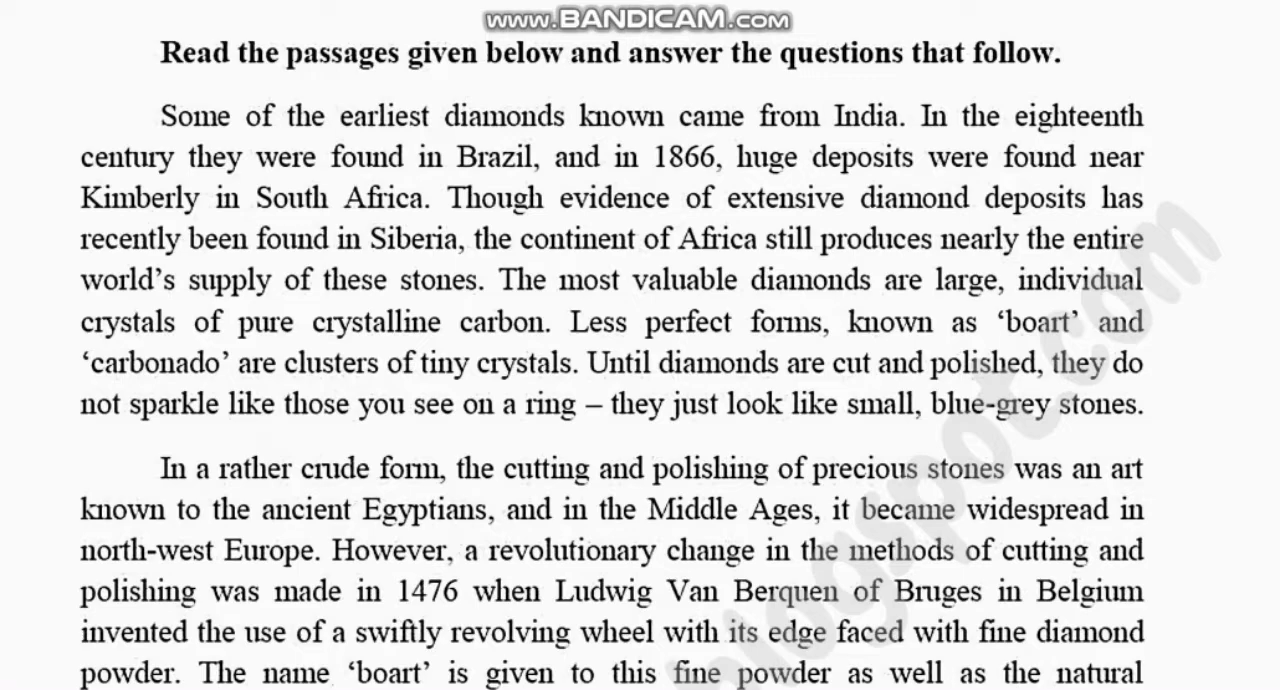 www.BANDICAM.com
Read the passages given below and answer the questions that follow.
Some of the earliest diamonds known came from India. In the eighteenth
century they were found in Brazil, and in 1866, huge deposits were found near
Kimberly in South Africa. Though evidence of extensive diamond deposits has
recently been found in Siberia, the continent of Africa still produces nearly the entire
world’s supply of these stones. The most valuable diamonds are large, individual
crystals of pure crystalline carbon. Less perfect forms, known as ‘boart’ and
‘carbonado’ are clusters of tiny crystals. Until diamonds are cut and polished, they do
not sparkle like those you see on a ring – they just look like small, blue-grey stones.
In a rather crude form, the cutting and polishing of precious stones was an art
known to the ancient Egyptians, and in the Middle Ages, it became widespread in
north-west Europe. However, a revolutionary change in the methods of cutting and
polishing was made in 1476 when Ludwig Van Berquen of Bruges in Belgium
invented the use of a swiftly revolving wheel with its edge faced with fine diamond
powder. The name ‘boart’ is given to this fine powder as well as the natural
blogspot.com